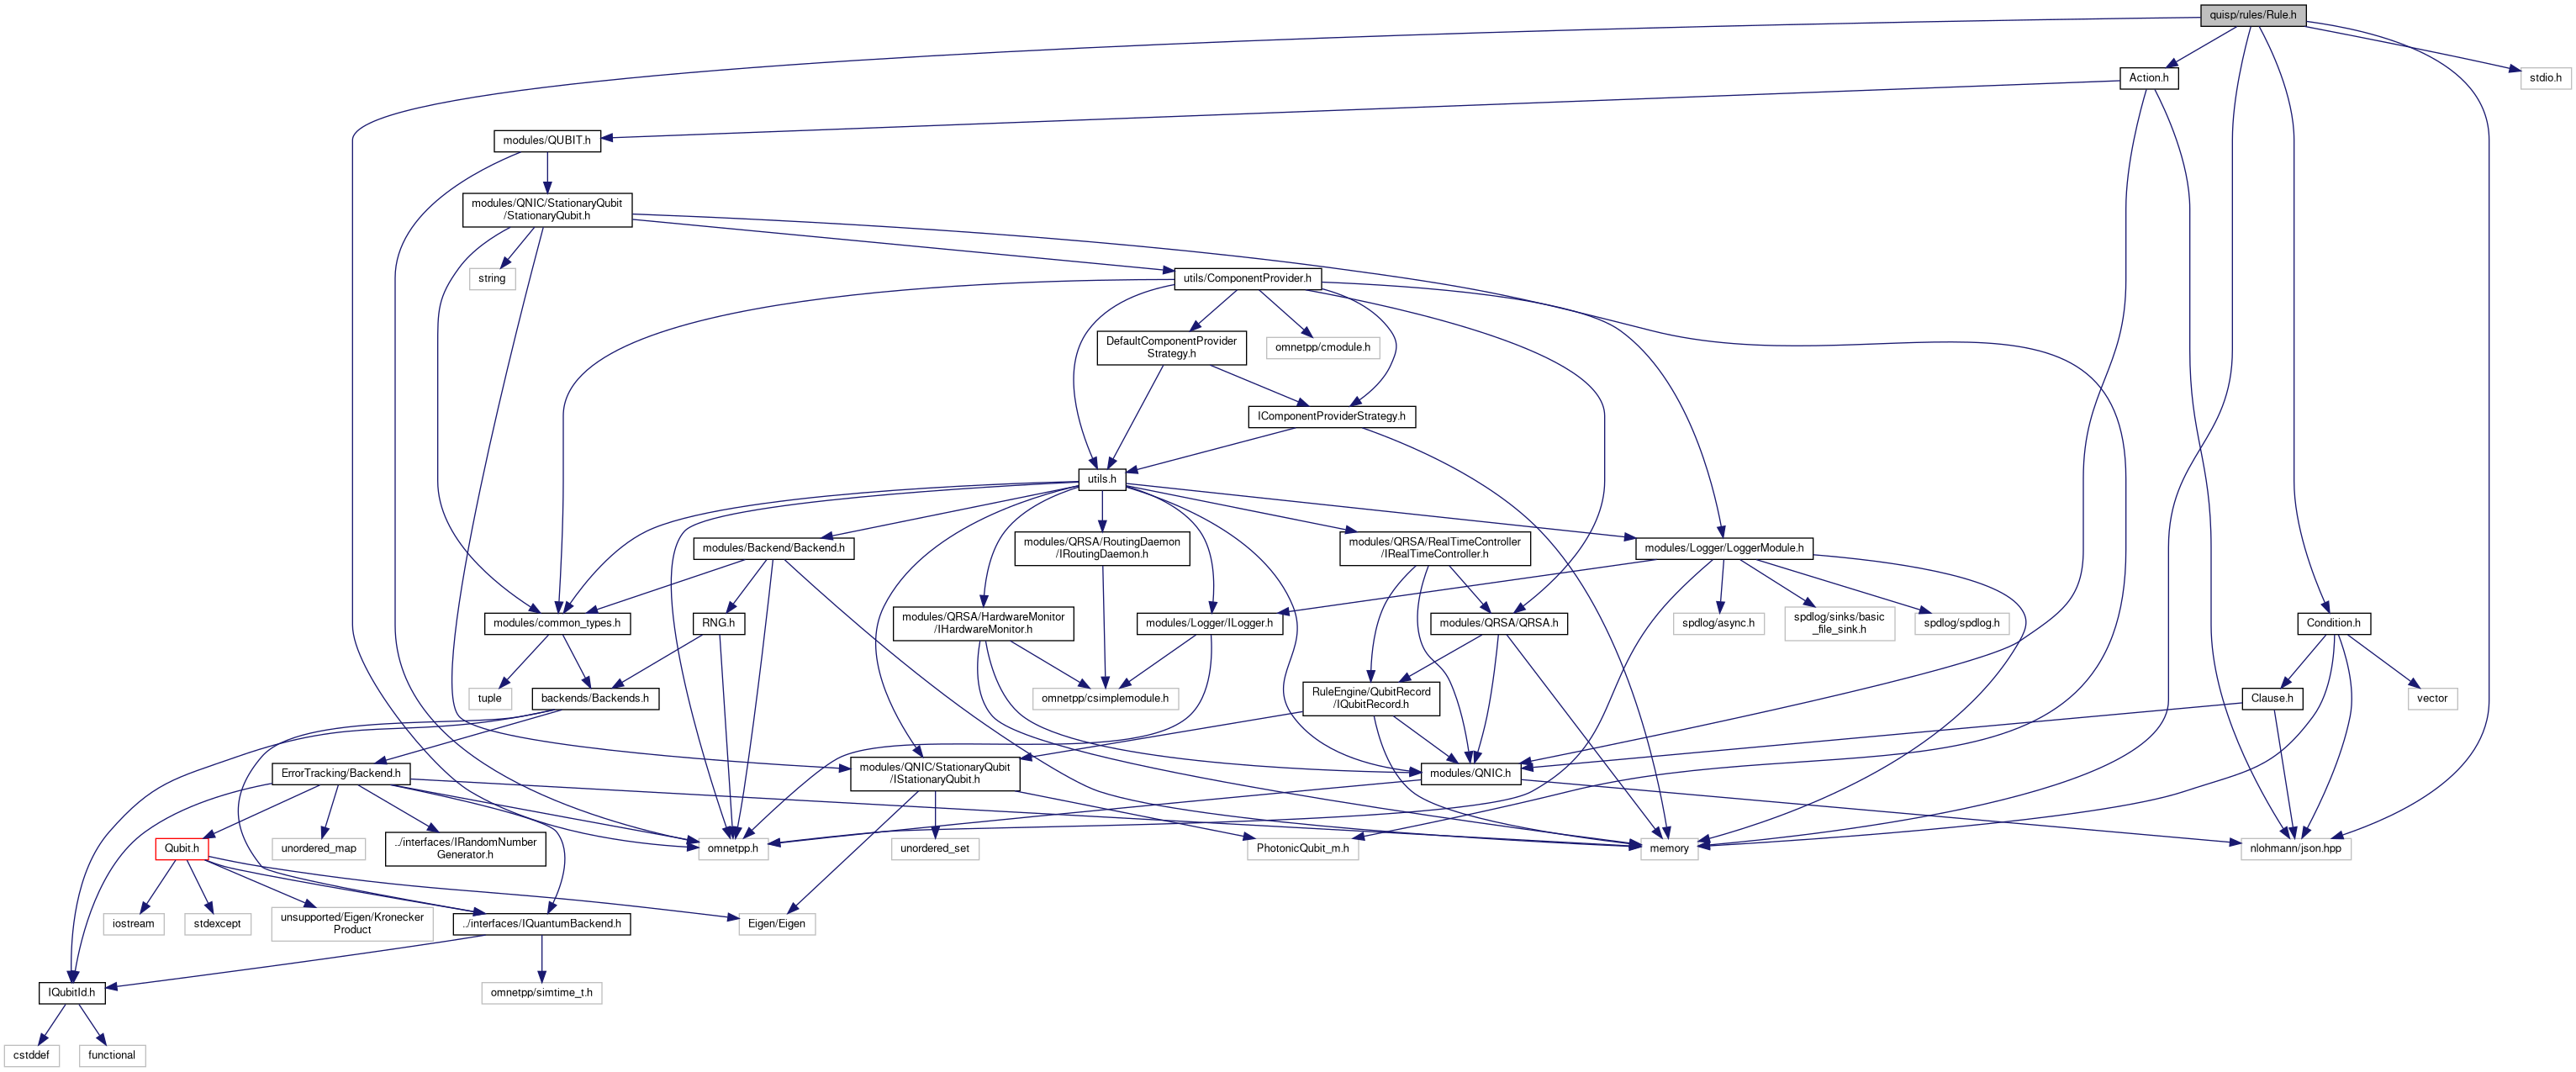 quisp/rules/Rule.h
Action.h
stdio.h
modules/QUBIT.h
modules/QNIC/StationaryQubit
/StationaryQubit.h
string
utils/ComponentProvider.h
DefaultComponentProvider
Strategy.h
omnetpp/cmodule.h
IComponentProviderStrategy.h
utils.h
modules/Backend/Backend.h
modules/QRSA/RoutingDaemon
/IRoutingDaemon.h
modules/QRSA/RealTimeController
/IRealTimeController.h
modules/Logger/LoggerModule.h
modules/common_types.h
RNG.h
modules/QRSA/HardwareMonitor
/IHardwareMonitor.h
modules/Logger/ILogger.h
modules/QRSA/QRSA.h
spdlog/async.h
spdlog/sinks/basic
_file_sink.h
spdlog/spdlog.h
Condition.h
tuple
backends/Backends.h
omnetpp/csimplemodule.h
RuleEngine/QubitRecord
/IQubitRecord.h
Clause.h
vector
ErrorTracking/Backend.h
modules/QNIC/StationaryQubit
/IStationaryQubit.h
modules/QNIC.h
Qubit.h
unordered_map
../interfaces/IRandomNumber
Generator.h
omnetpp.h
unordered_set
PhotonicQubit_m.h
memory
nlohmann/json.hpp
iostream
stdexcept
unsupported/Eigen/Kronecker
Product
../interfaces/IQuantumBackend.h
Eigen/Eigen
IQubitId.h
omnetpp/simtime_t.h
cstddef
functional